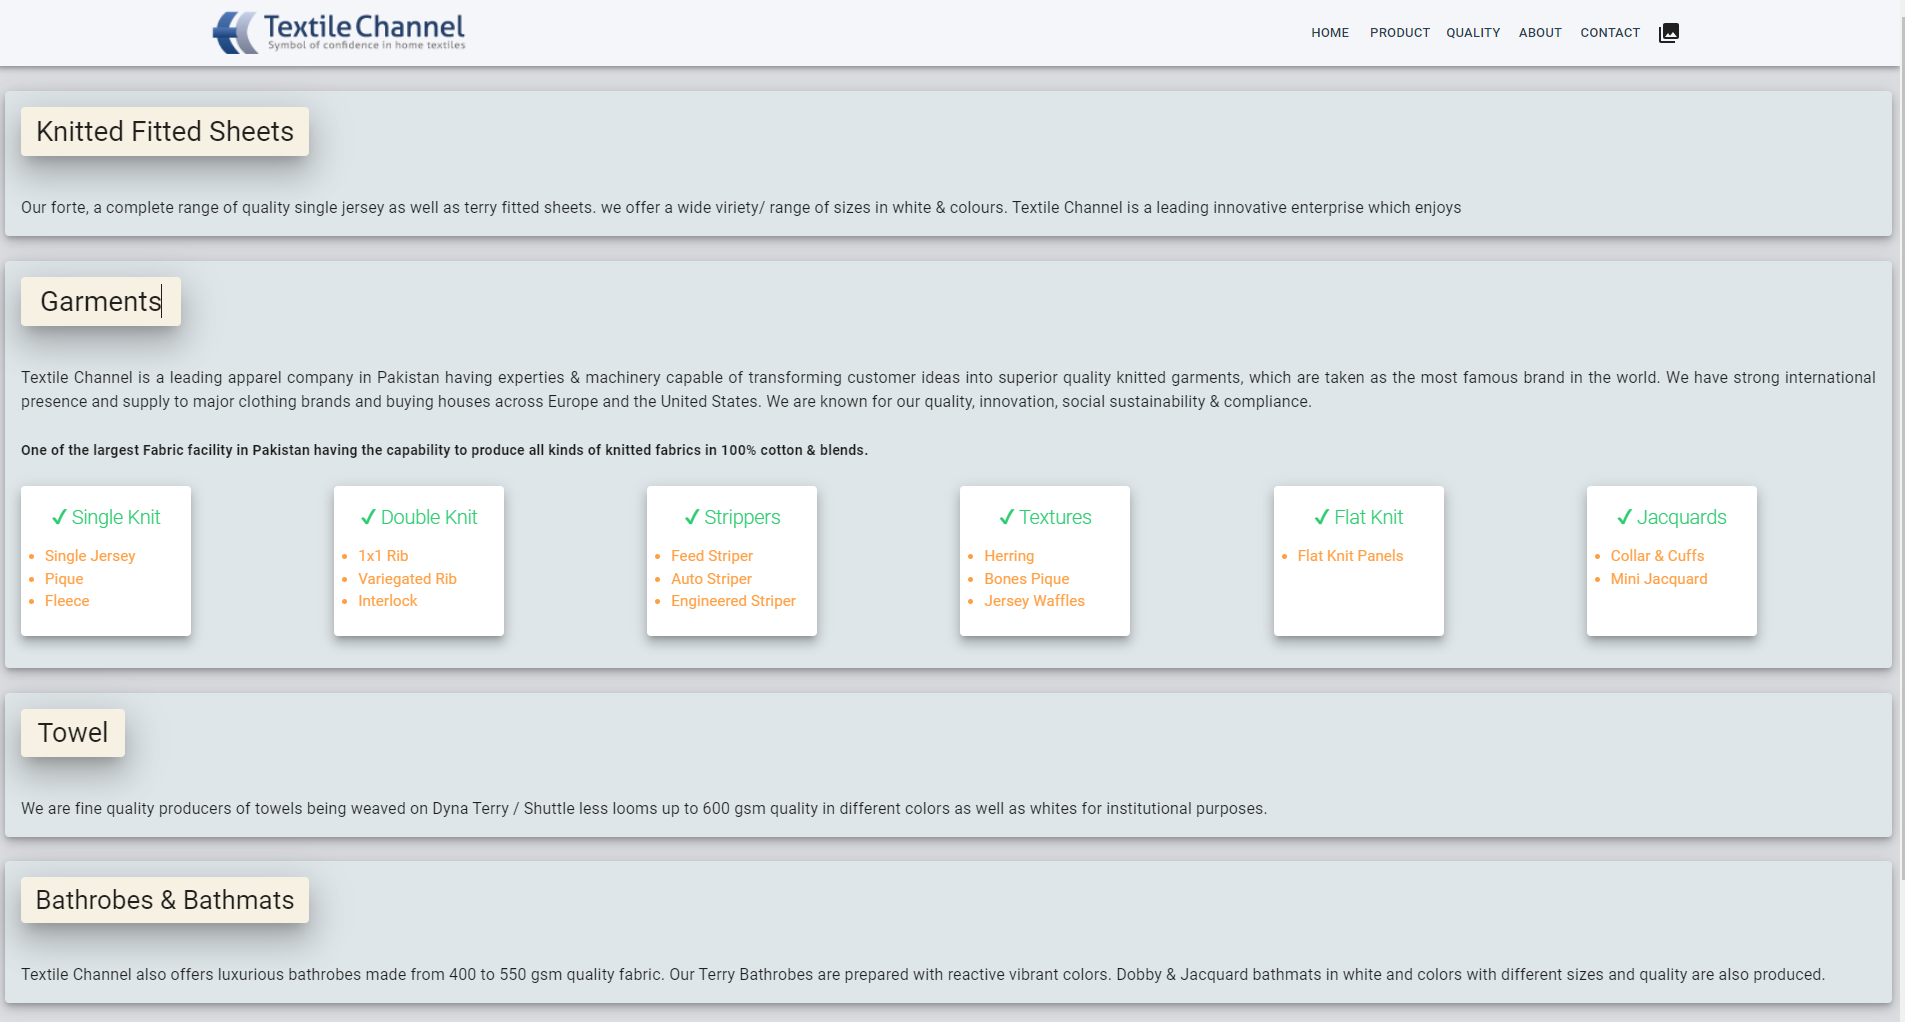 Textile Channel
Symbol of confidence in home textiles
HOME PRODUCT QUALITY ABOUT CONTACT
Knitted Fitted Sheets
Our forte, a complete range of quality single jersey as well as terry fitted sheets. we offer a wide viriety/ range of sizes in white & colours. Textile Channel is a leading innovative enterprise which enjoys
Garments
Textile Channel is a leading apparel company in Pakistan having experties & machinery capable of transforming customer ideas into superior quality knitted garments, which are taken as the most famous brand in the world. We have strong international
presence and supply to major clothing brands and buying houses across Europe and the United States. We are known for our quality, innovation, social sustainability & compliance.
One of the largest Fabric facility in Pakistan having the capability to produce all kinds of knitted fabrics in 100% cotton & blends.
✓ Single Knit
• Single Jersey
• Pique
• Fleece
✓ Double Knit
• 1x1 Rib
• Variegated Rib
• Interlock
✓ Strippers
• Feed Striper
• Auto Striper
• Engineered Striper
✓ Textures
• Herring
• Bones Pique
• Jersey Waffles
✓ Flat Knit
• Flat Knit Panels
✓ Jacquards
• Collar & Cuffs
• Mini Jacquard
Towel
We are fine quality producers of towels being weaved on Dyna Terry / Shuttle less looms up to 600 gsm quality in different colors as well as whites for institutional purposes.
Bathrobes & Bathmats
Textile Channel also offers luxurious bathrobes made from 400 to 550 gsm quality fabric. Our Terry Bathrobes are prepared with reactive vibrant colors. Dobby & Jacquard bathmats in white and colors with different sizes and quality are also produced.